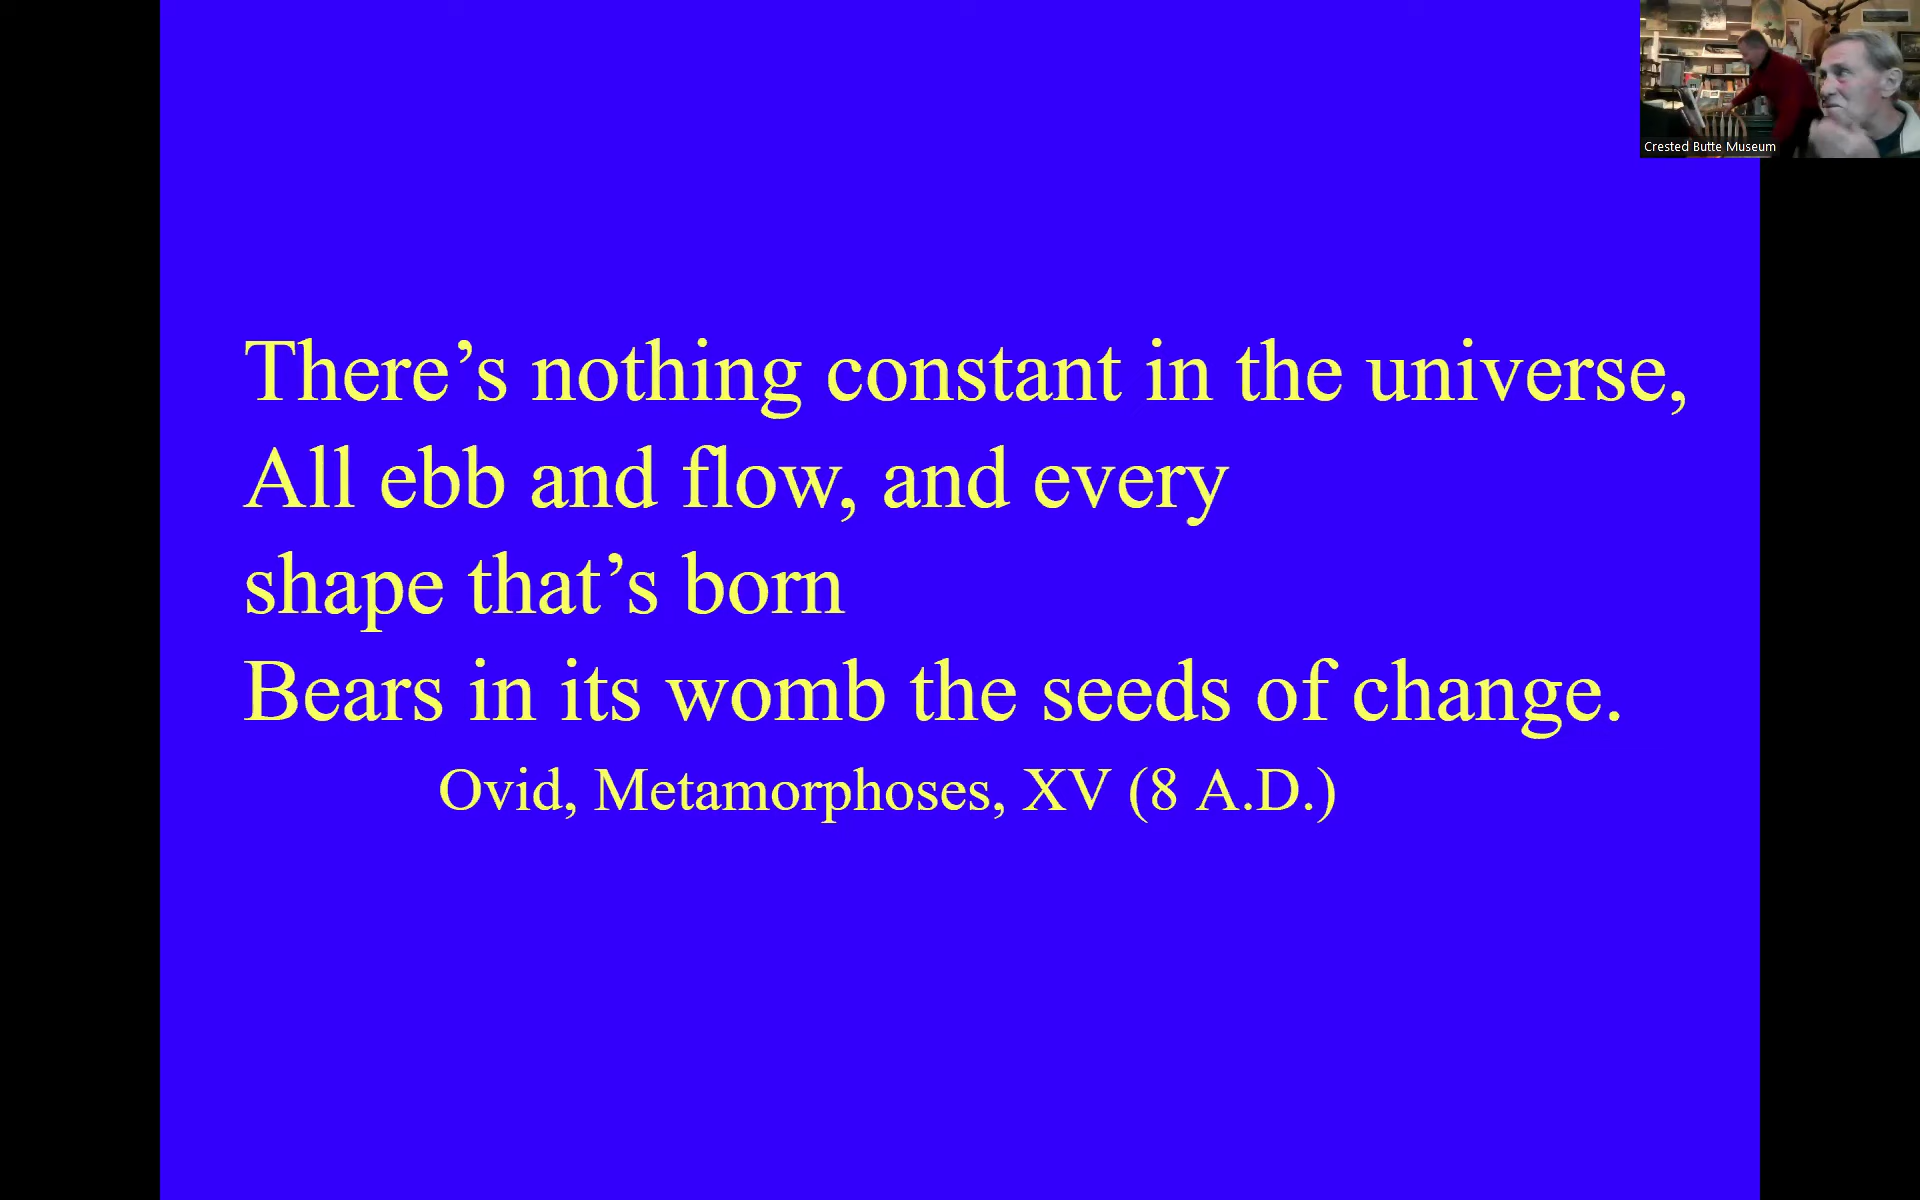 Crested Butte Museum
There’s nothing constant in the universe,
All ebb and flow, and every
shape that’s born
Bears in its womb the seeds of change.
Ovid, Metamorphoses, XV (8 A.D.)